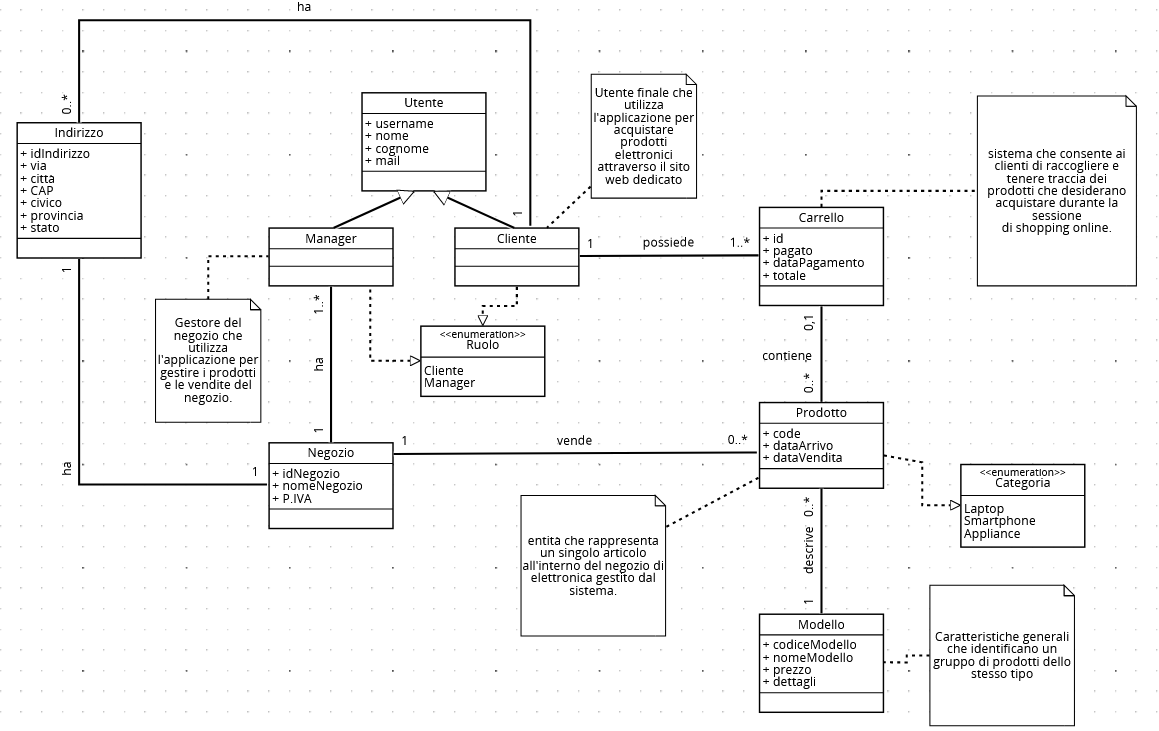 ha
0..*
Indirizzo
+ idIndirizzo
+ via
+ città
+ CAP
+ civico
+ provincia
+ stato
1
Utente
+ username
+ nome
+ cognome
+ mail
Utente finale che
utilizza
l'applicazione per
acquistare
prodotti
elettronici
attraverso il sito
web dedicato
sistema che consente ai
clienti di raccogliere e
tenere traccia dei
prodotti che desiderano
acquistare durante la
sessione
di shopping online.
1
Manager
Cliente
1
possiede
1..*
Carrello
+ id
+ pagato
+ dataPagamento
+ totale
Gestore del
negozio che
utilizza
l'applicazione per
gestire i prodotti
e le vendite del
negozio.
1..*
ha
1
<<enumeration>>
Ruolo
Cliente
Manager
0,1
contiene
0..*
ha
1
Negozio
+ idNegozio
+ nomeNegozio
+ P.IVA
1
vende
0..*
Prodotto
+ code
+ dataArrivo
+ dataVendita
<<enumeration>>
Categoria
Laptop
Smartphone
Appliance
entità che rappresenta
un singolo articolo
all'interno del negozio di
elettronica gestito dal
sistema.
0..*
descrive
1
Modello
+ codiceModello
+ nomeModello
+ prezzo
+ dettagli
Caratteristiche generali
che identificano un
gruppo di prodotti dello
stesso tipo